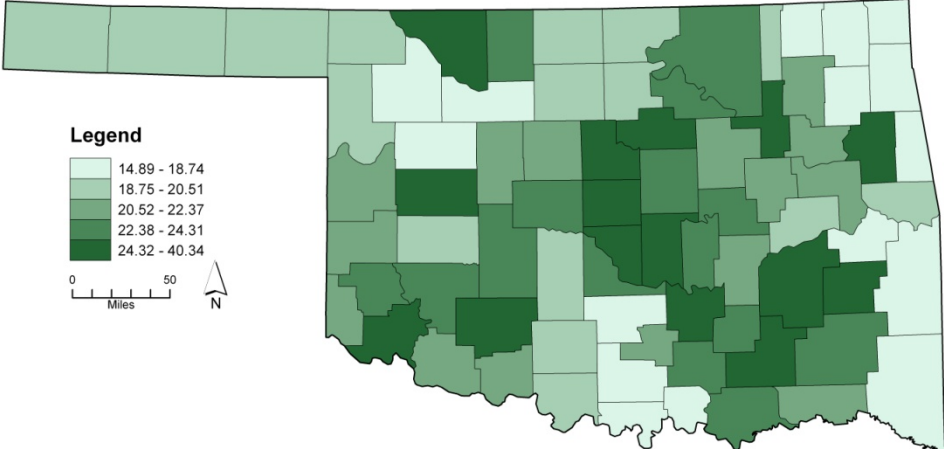 Legend
14.89 - 18.74
18.75 - 20.51
20.52 - 22.37
22.38 - 24.31
24.32 - 40.34
0 50
Miles
N